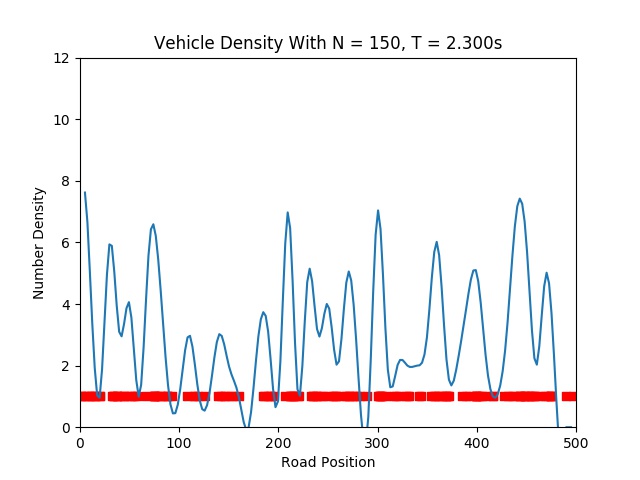 Vehicle Density With N = 150, T = 2.300s
12
10
8
6
4
2
0
Number Density
0 100 200 300 400 500
Road Position